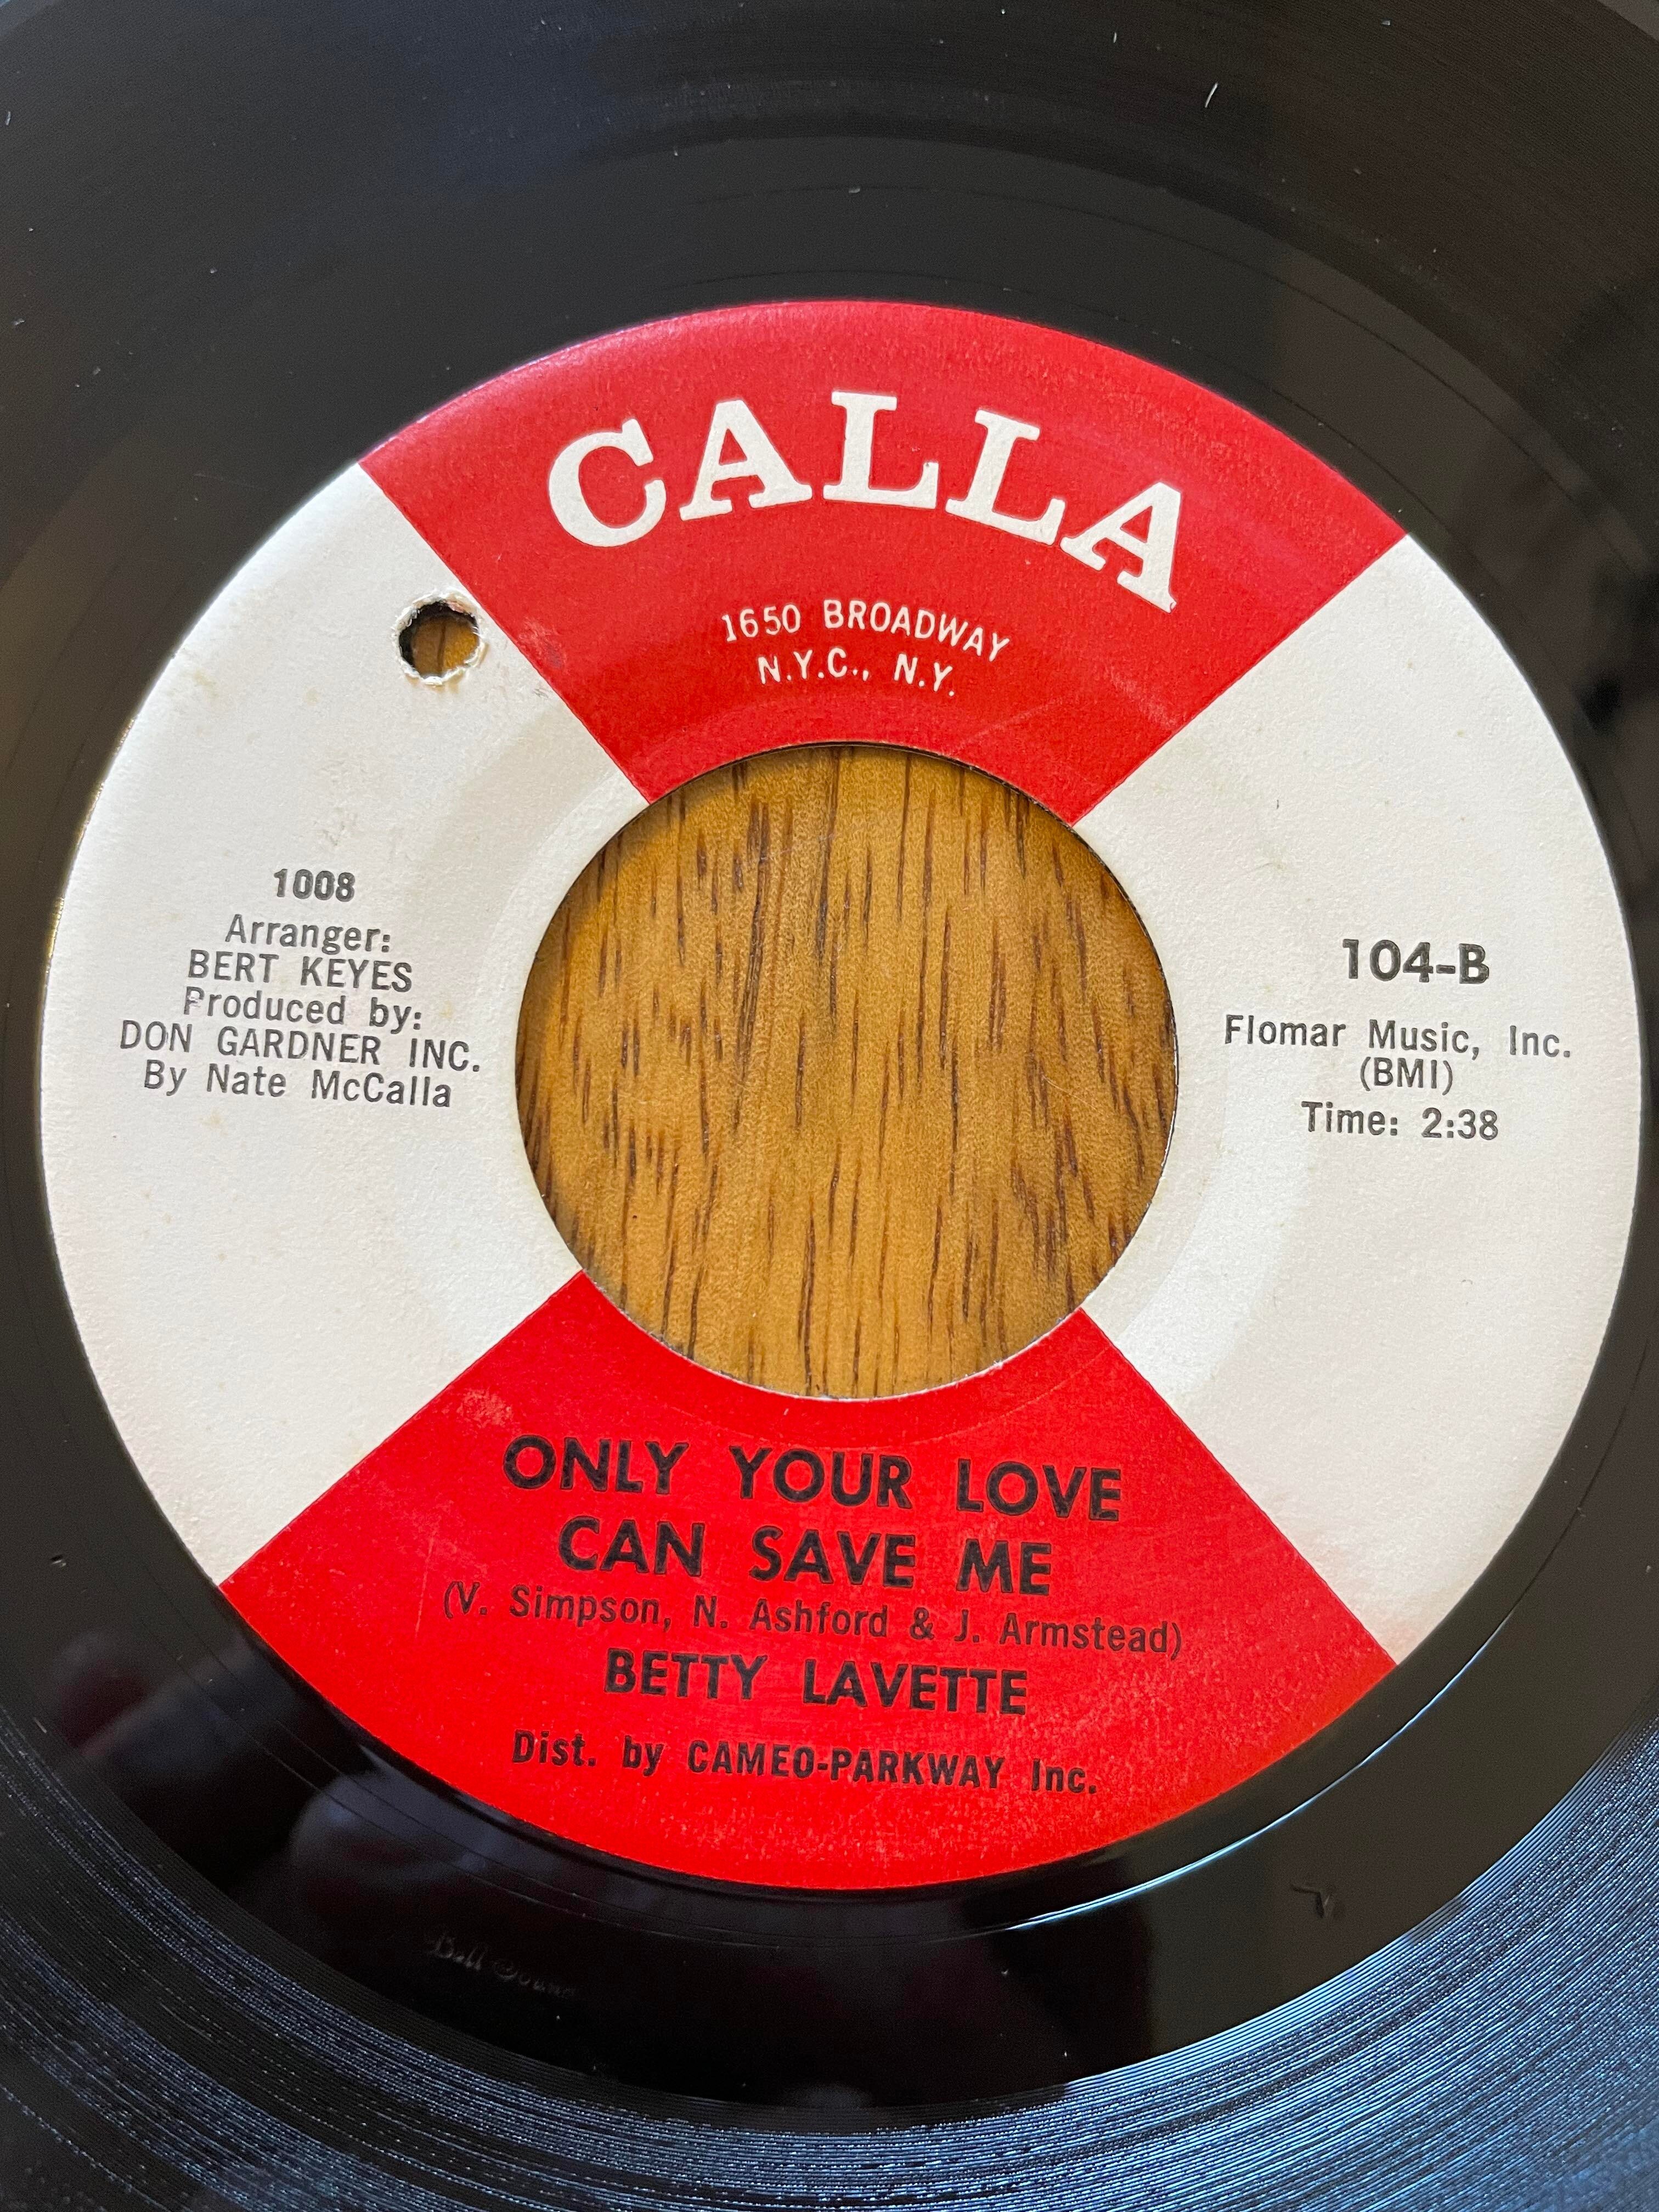 CALLA
1650 BROADWAY
N.Y.C., N.Y.
1008
Arranger:
BERT KEYES
Produced by:
DON GARDNER INC.
By Nate McCalla
104-B
Flomar Music, Inc.
(BMI)
Time: 2:38
ONLY YOUR LOVE
CAN SAVE ME
(V. Simpson, N. Ashford & J. Armstead)
BETTY LAVETTE
Dist. by CAMEO-PARKWAY Inc.
Bell Sound